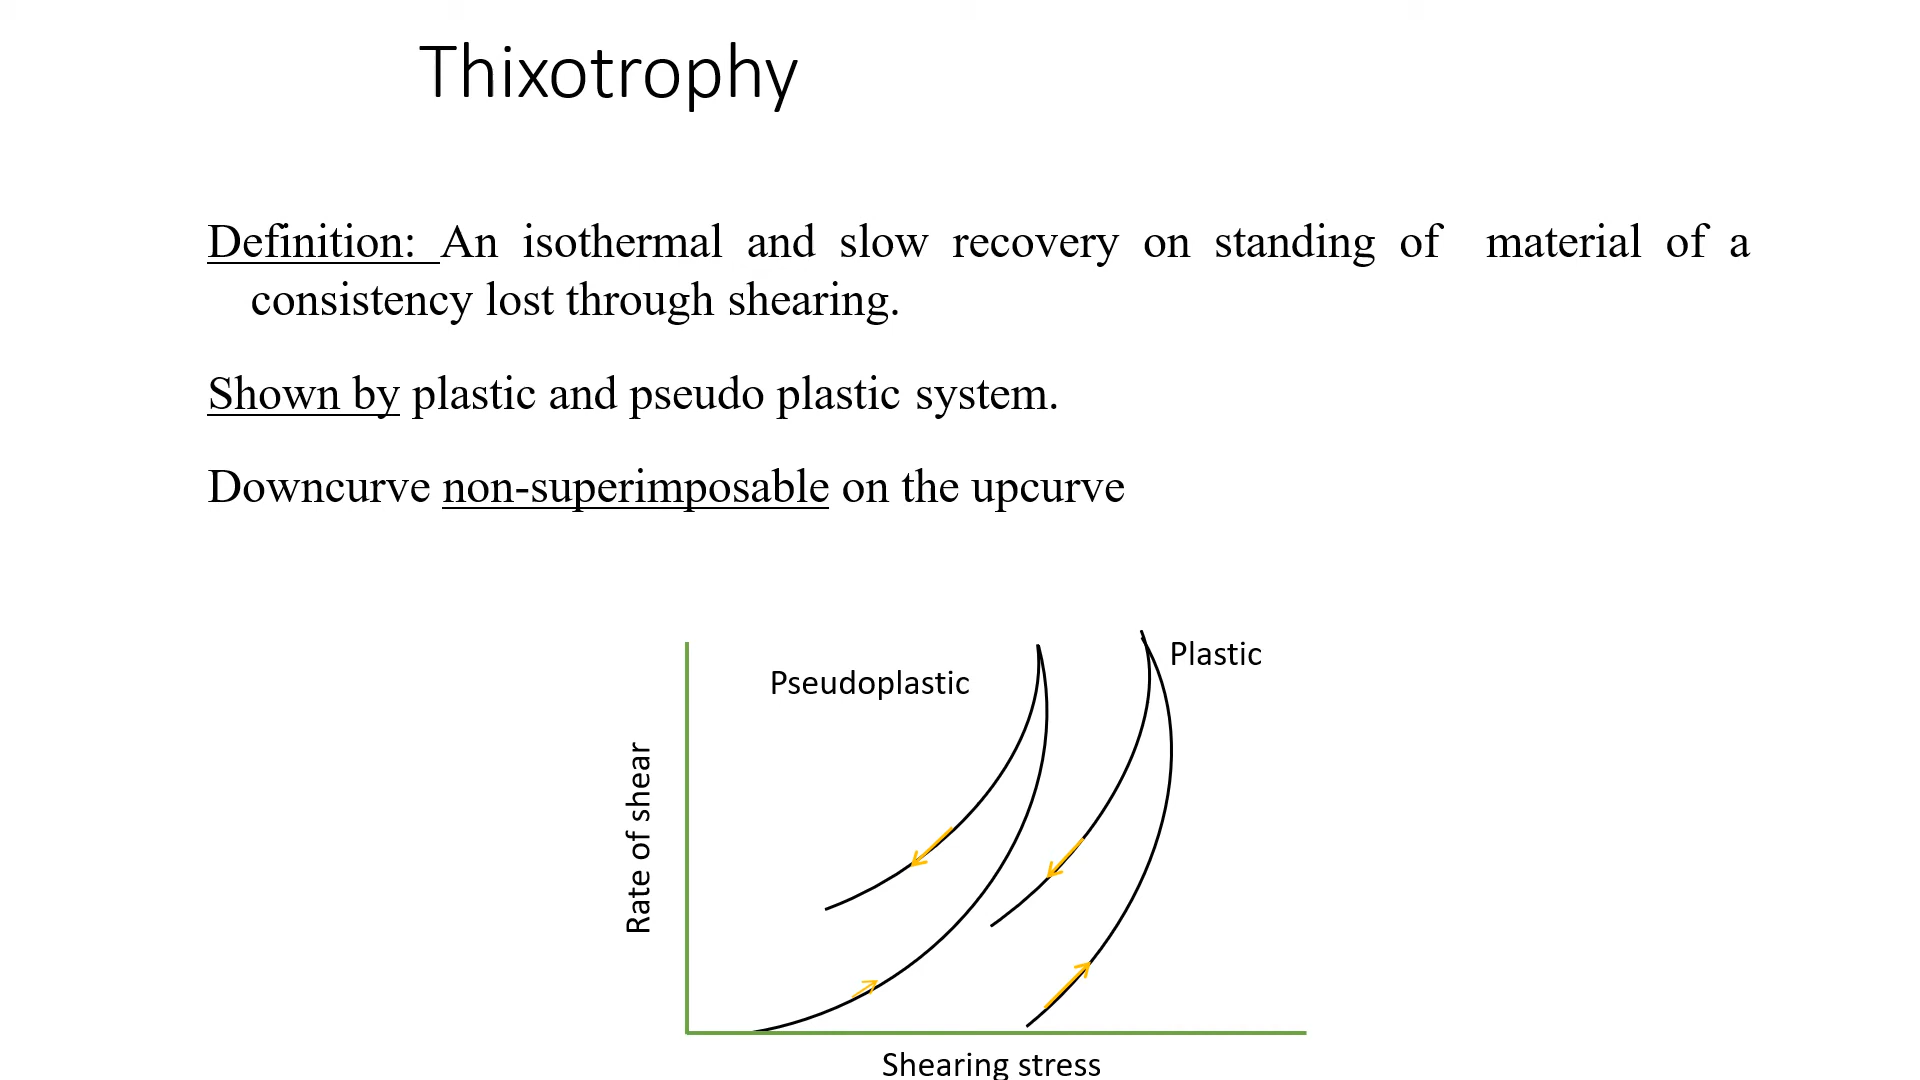 Thixotrophy
Definition: An isothermal and slow recovery on standing of material of a
consistency lost through shearing.
Shown by plastic and pseudo plastic system.
Downcurve non-superimposable on the upcurve
Plastic
Pseudoplastic
Rate of shear
Shearing stress